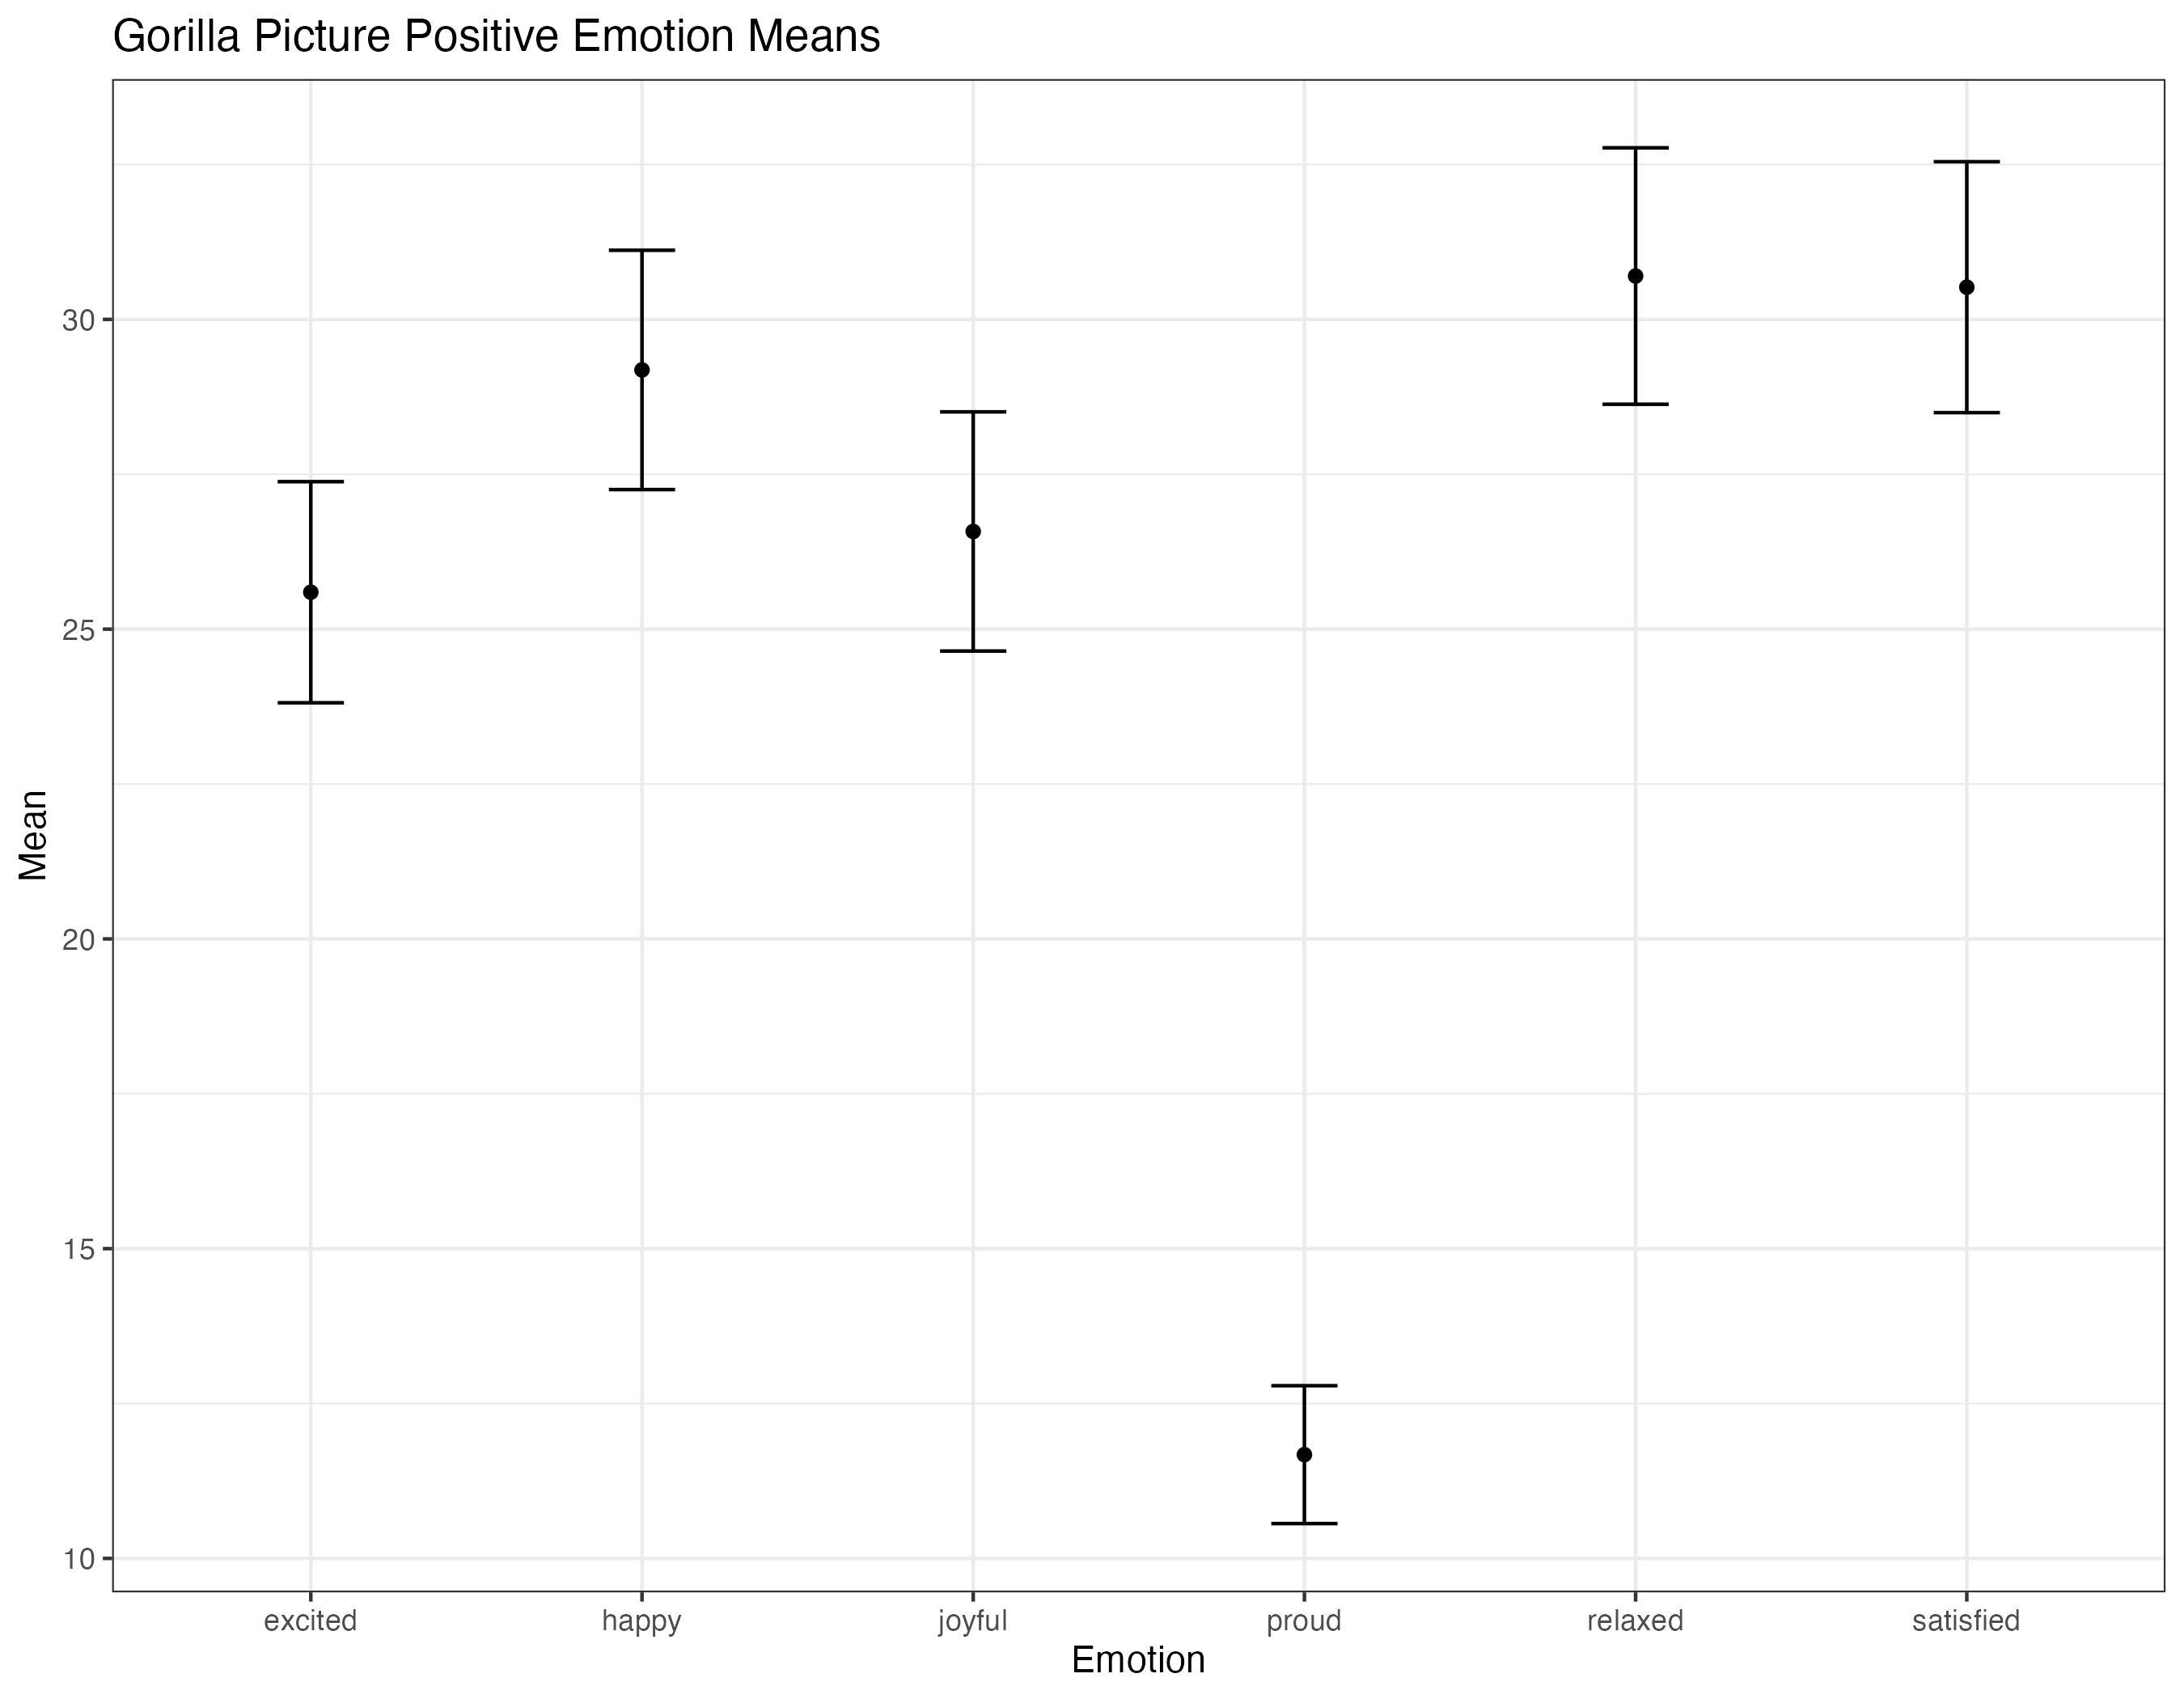 Gorilla Picture Positive Emotion Means
Mean
30
25
20
15
10
excited happy joyful proud relaxed satisfied
Emotion